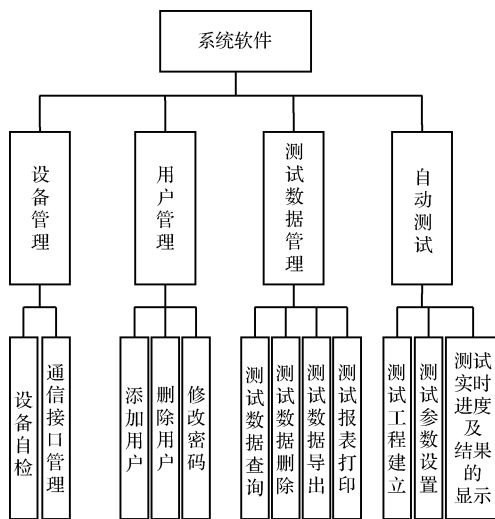 系统软件
设备管理
用户管理
测试数据管理
自动测试
设备自检
通信接口管理
添加用户
删除用户
修改密码
测试数据查询
测试数据删除
测试数据导出
测试报表打印
测试工程建立
测试参数设置
测试
实时
进度
及
结果
的
显示